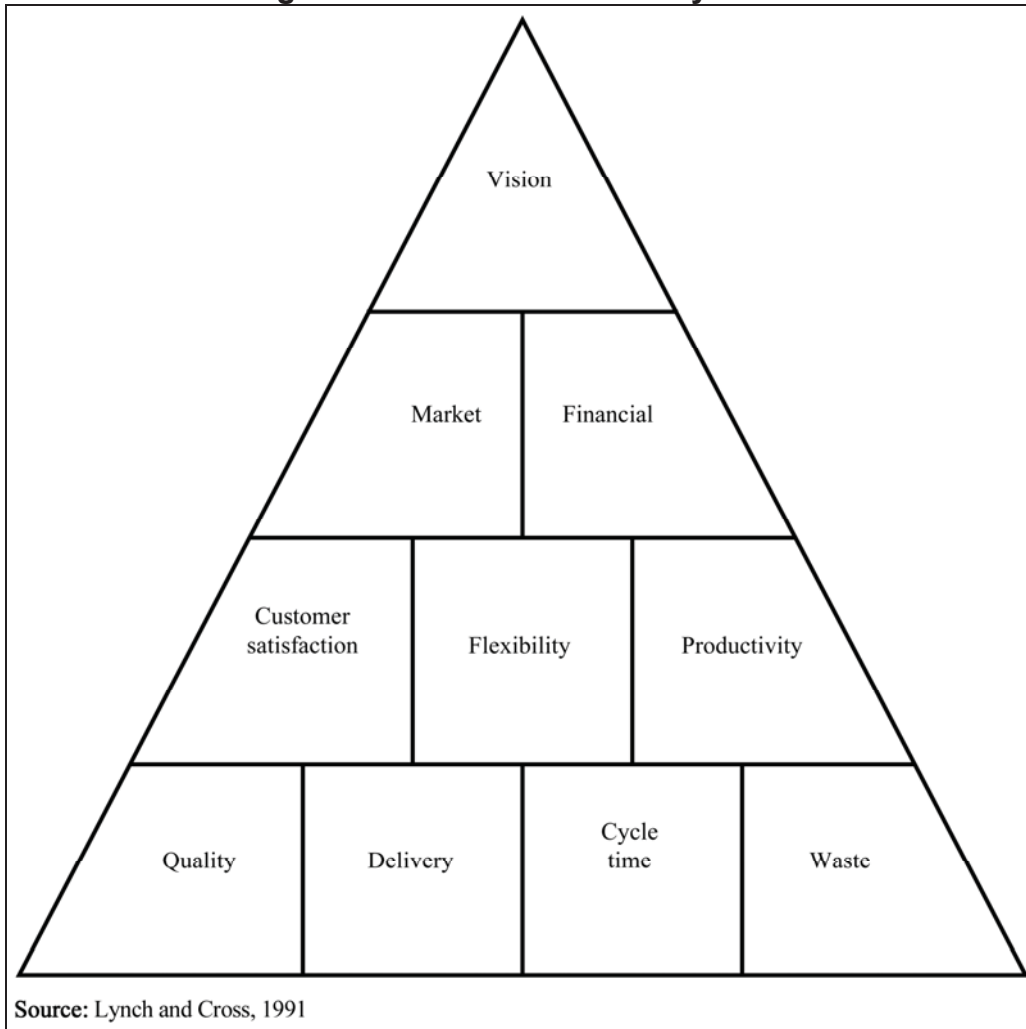 Vision
Market
Financial
Customer
satisfaction
Flexibility
Productivity
Quality
Delivery
Cycle
time
Waste
Source: Lynch and Cross, 1991